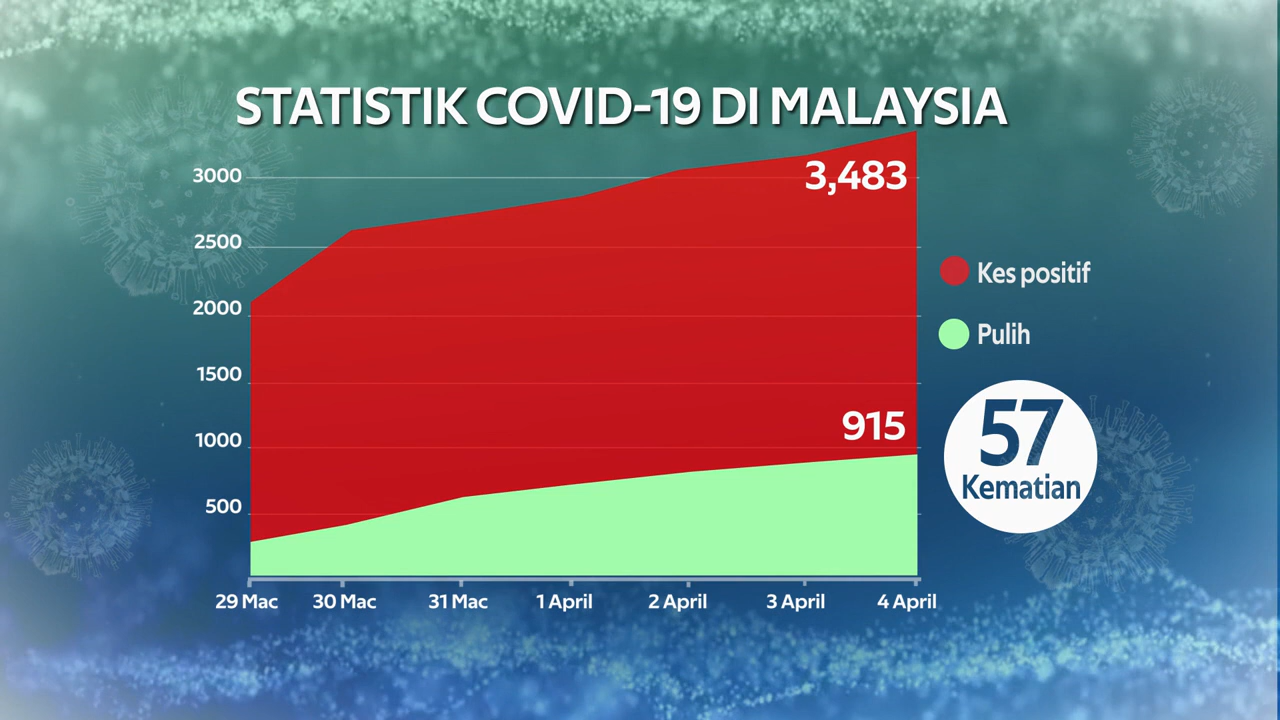 STATISTIK COVID-19 DI MALAYSIA
3000
3,483
2500
Kes positif
2000
Pulih
1500
1000
915
57
Kematian
500
29 Mac
30 Mac
31 Mac
1 April
2 April
3 April
4 April